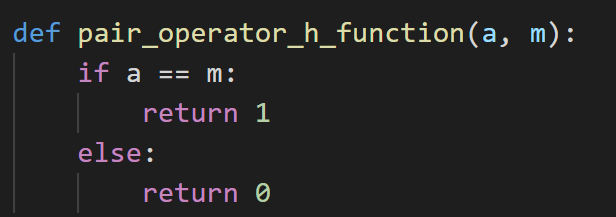 def pair_operator_h_function(a, m):
    if a == m:
        return 1
    else:
        return 0